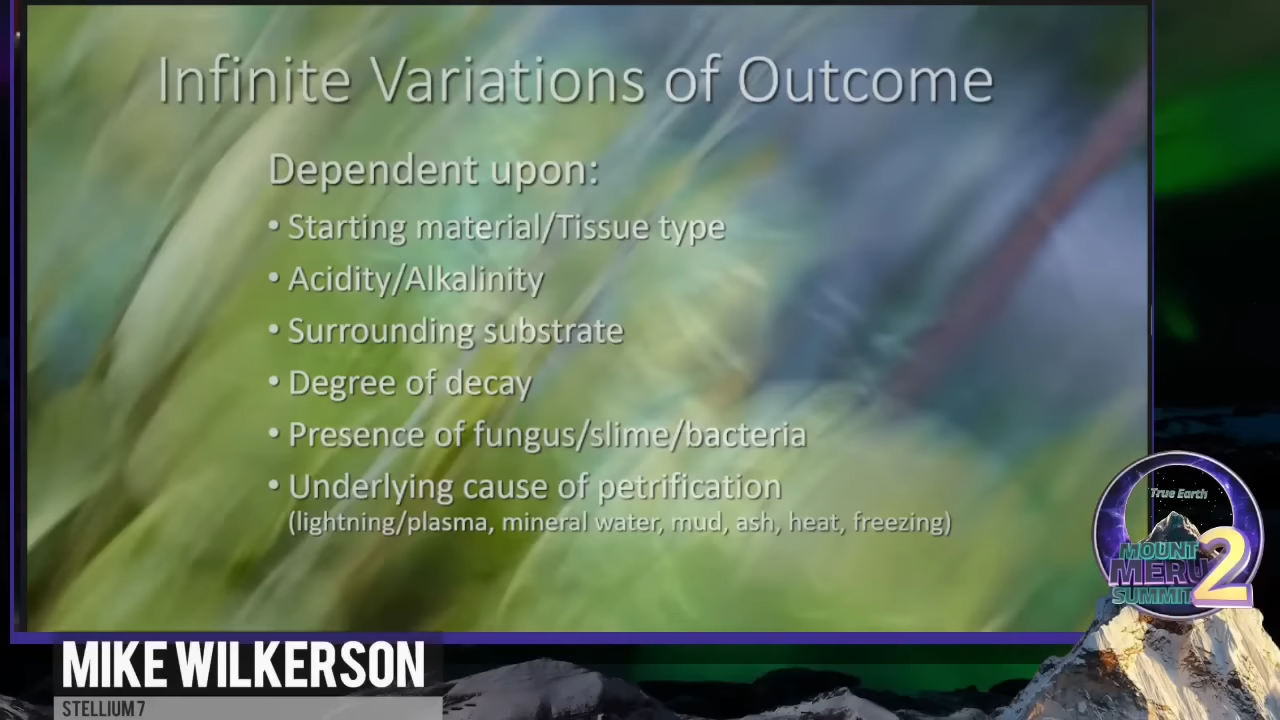 Infinite Variations of Outcome
Dependent upon:
• Starting material/Tissue type
• Acidity/Alkalinity
• Surrounding substrate
• Degree of decay
• Presence of fungus/slime/bacteria
• Underlying cause of petrification
(lightning/plasma, mineral water, mud, ash, heat, freezing)
True Earth
MOUNT
MERU
SUMMIT
2
MIKE WILKERSON
STELLIUM7